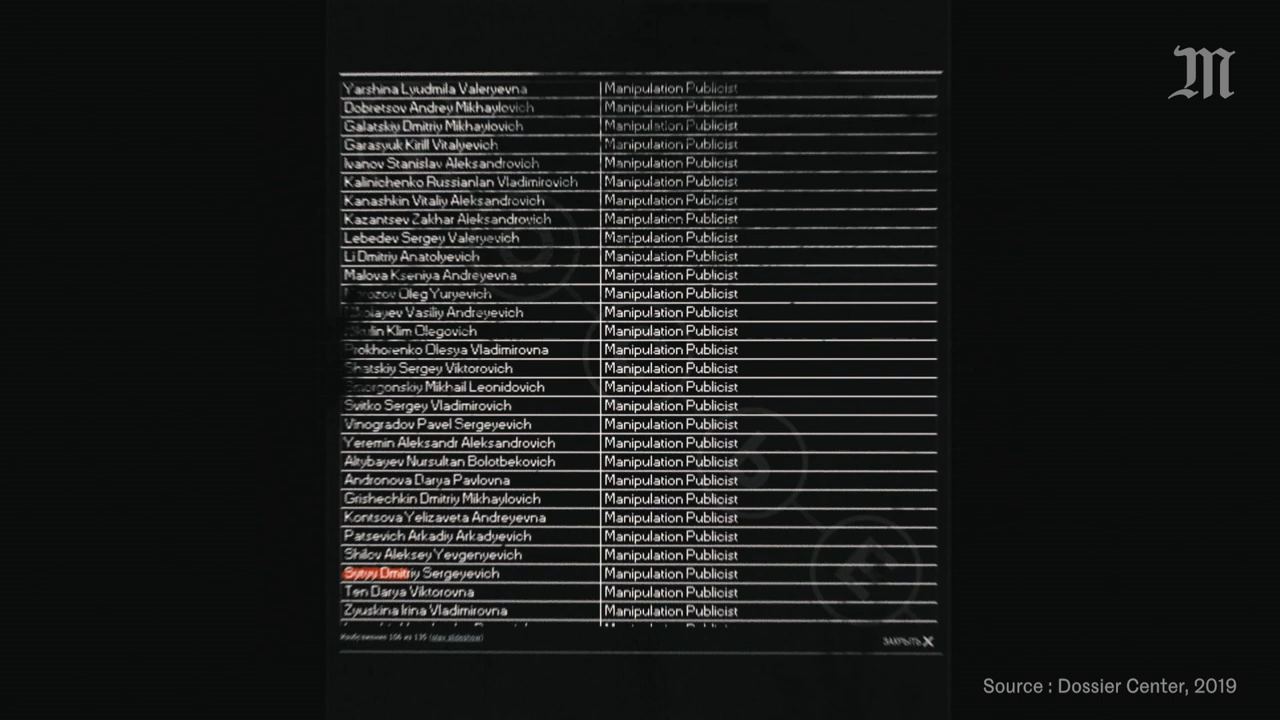 M
Yarshina Lyudmila Valeryevna Manipulation Publicist
Dobretsov Andrey Mikhaylovich Manipulation Publicist
Galatskiy Dmitriy Mikhaylovich Manipulation Publicist
Garasyuk Kirill Vitalyevich Manipulation Publicist
Ivanov Stanislav Aleksandrovich Manipulation Publicist
Kalinichenko Russianlan Vladimirovich Manipulation Publicist
Kanashkin Vitaliy Aleksandrovich Manipulation Publicist
Kazantsev Zakhar Aleksandrovich Manipulation Publicist
Lebedev Sergey Valeryevich Manipulation Publicist
Li Dmitriy Anatolyevich Manipulation Publicist
Malova Kseniya Andreyevna Manipulation Publicist
Oleg Yuryevich Manipulation Publicist
Vasiliy Andreyevich Manipulation Publicist
Klim Olegovich Manipulation Publicist
Prokhorenko Olesya Vladimirovna Manipulation Publicist
Shatskiy Sergey Viktorovich Manipulation Publicist
Mikhail Leonidovich Manipulation Publicist
Svitko Sergey Vladimirovich Manipulation Publicist
Vinogradov Pavel Sergeyevich Manipulation Publicist
Yeremin Aleksandr Aleksandrovich Manipulation Publicist
Altybayev Nursultan Bolotbekovich Manipulation Publicist
Andronova Darya Pavlovna Manipulation Publicist
Grishechkin Dmitriy Mikhaylovich Manipulation Publicist
Kontsova Yelizaveta Andreyevna Manipulation Publicist
Patsevich Arkadiy Arkadyevich Manipulation Publicist
Shilov Aleksey Yevgenyevich Manipulation Publicist
Sytyy Dmitriy Sergeyevich Manipulation Publicist
Ten Darya Viktorovna Manipulation Publicist
Zyuskina Irina Vladimirovna Manipulation Publicist
Изображение 106 из 135 (play slideshow) ЗАКРЫТЬ X
Source : Dossier Center, 2019